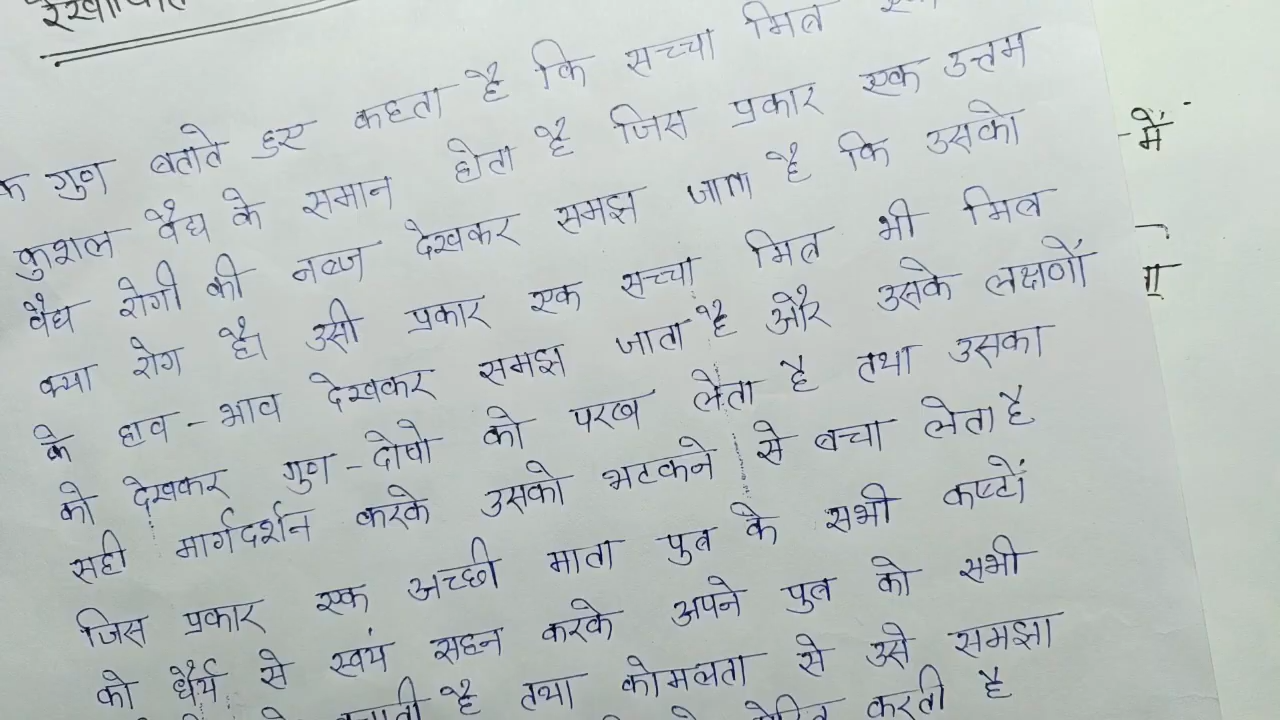 के गुण बताते हुए कहता है कि सच्चा मित्र
कुशल वैद्य के समान होता है जिस प्रकार एक उत्तम
वैद्य रोगी की नब्ज देखकर समझ जाता है कि उसको
क्या रोग है। उसी प्रकार एक सच्चा मित्र भी मित्र
के हाव-भाव देखकर समझ जाता है और उसके लक्षणों
को देखकर गुण-दोषो को परख लेता है तथा उसका
सही मार्गदर्शन करके उसको भटकने से बचा लेता है
जिस प्रकार एक अच्छी माता पुत्र के सभी कष्टों
को धैर्य से स्वयं सहन करके अपने पुत्र को सभी
है तथा कोमलता से उसे समझा
करती है
में